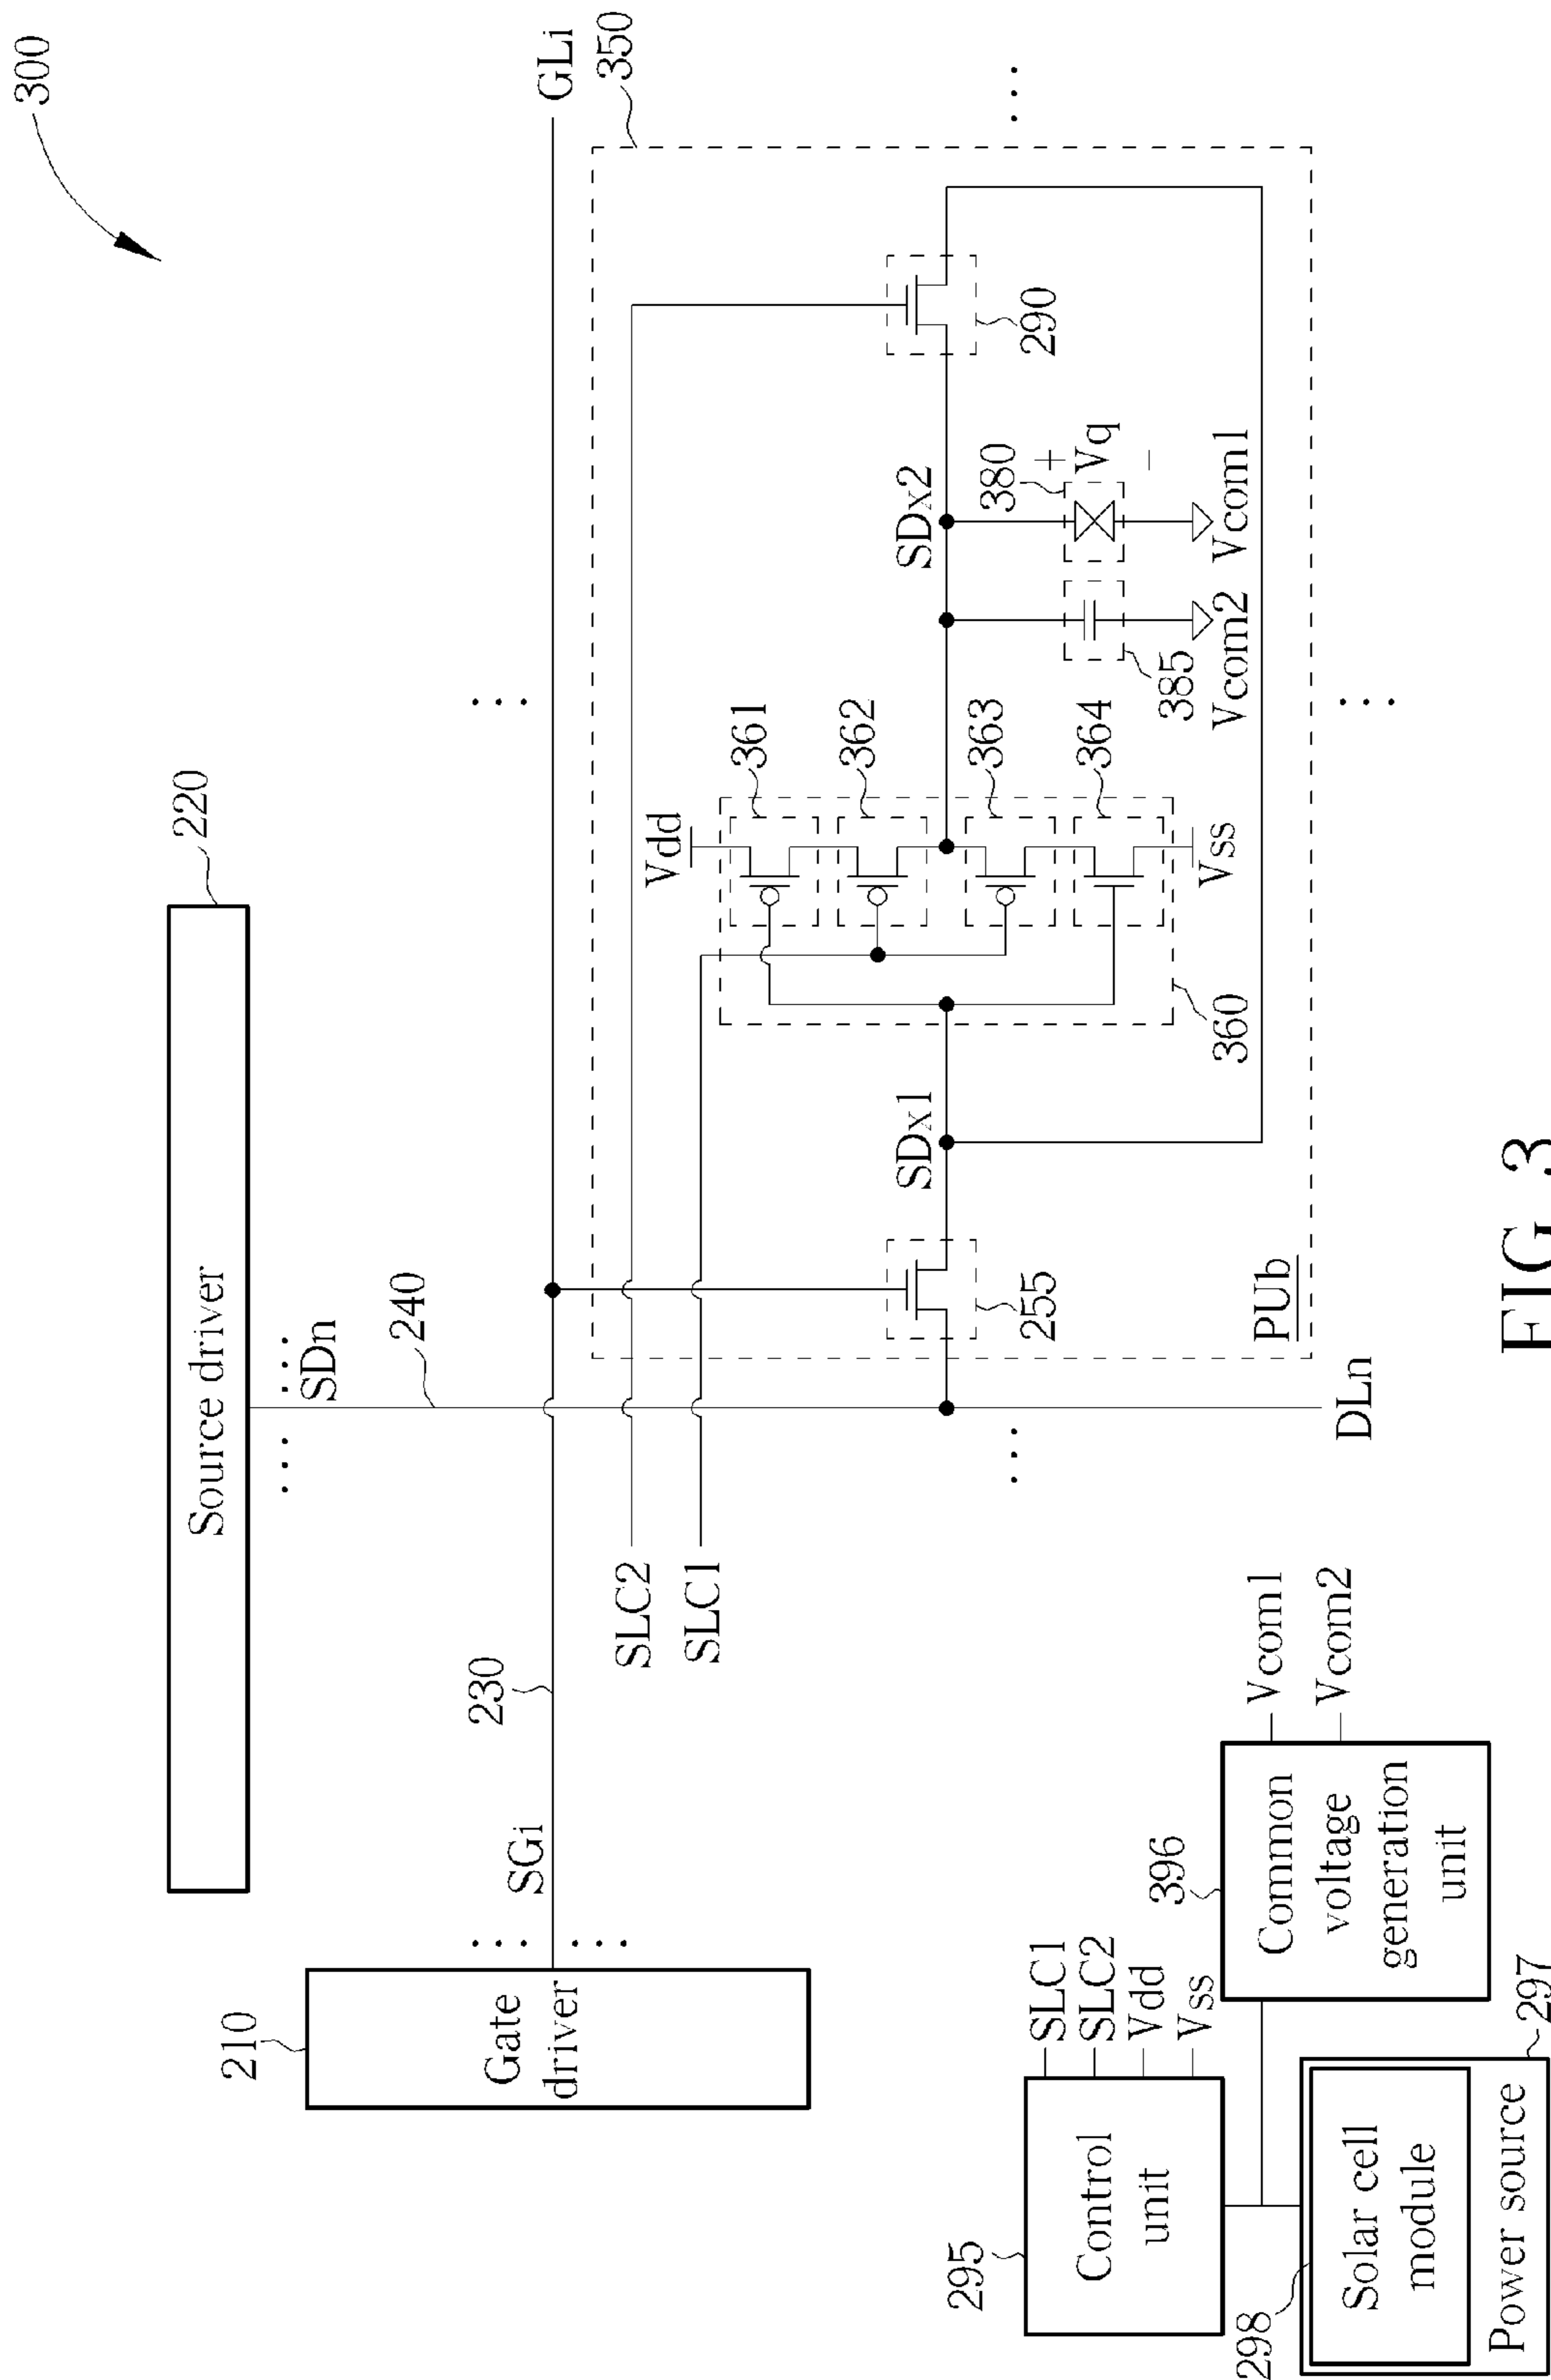 300
Source driver
220
SDn
240
210
Gate
driver
SGi
230
GLi
350
SLC2
SLC1
255
SDx1
Vdd
361
362
363
364
Vss
360
SDx2
380
+
Vq
−
385
Vcom2
Vcom1
290
PUb
DLn
295
Control
unit
SLC1
SLC2
Vdd
Vss
396
Common
voltage
generation
unit
Vcom1
Vcom2
298
Solar cell
module
Power source
297
FIG. 3